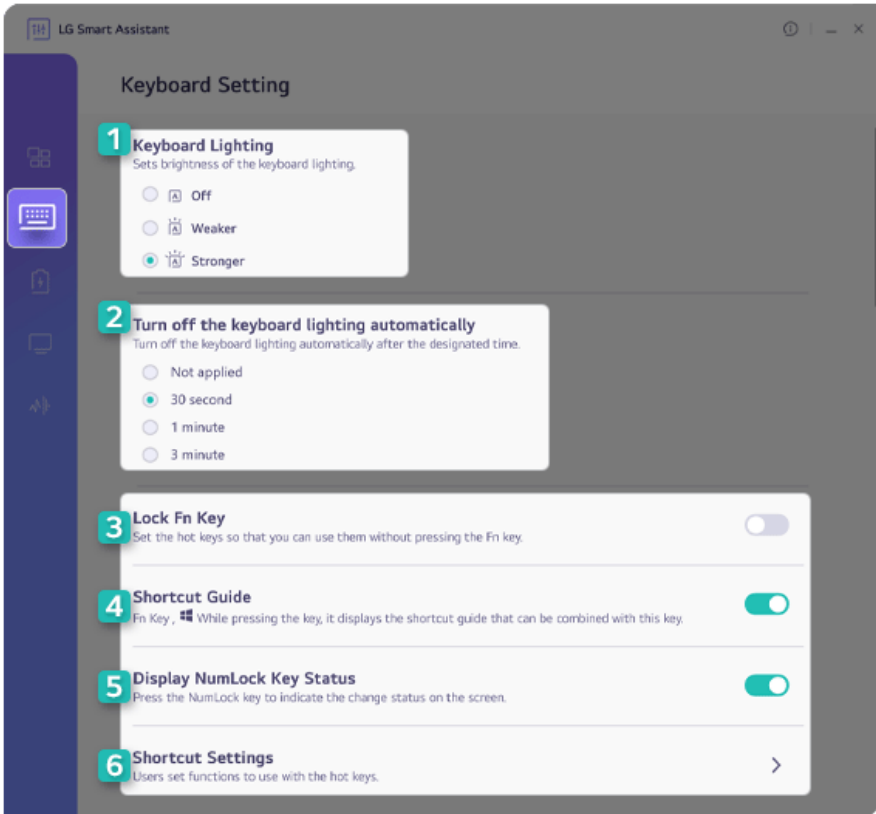 LG Smart Assistant
Keyboard Setting
1
Keyboard Lighting
Sets brightness of the keyboard lighting.
A Off
A Weaker
A Stronger
2
Turn off the keyboard lighting automatically
Turn off the keyboard lighting automatically after the designated time.
Not applied
30 second
1 minute
3 minute
3
Lock Fn Key
Set the hot keys so that you can use them without pressing the Fn key.
4
Shortcut Guide
Fn Key , While pressing the key, it displays the shortcut guide that can be combined with this key.
5
Display NumLock Key Status
Press the NumLock key to indicate the change status on the screen.
6
Shortcut Settings
Users set functions to use with the hot keys.